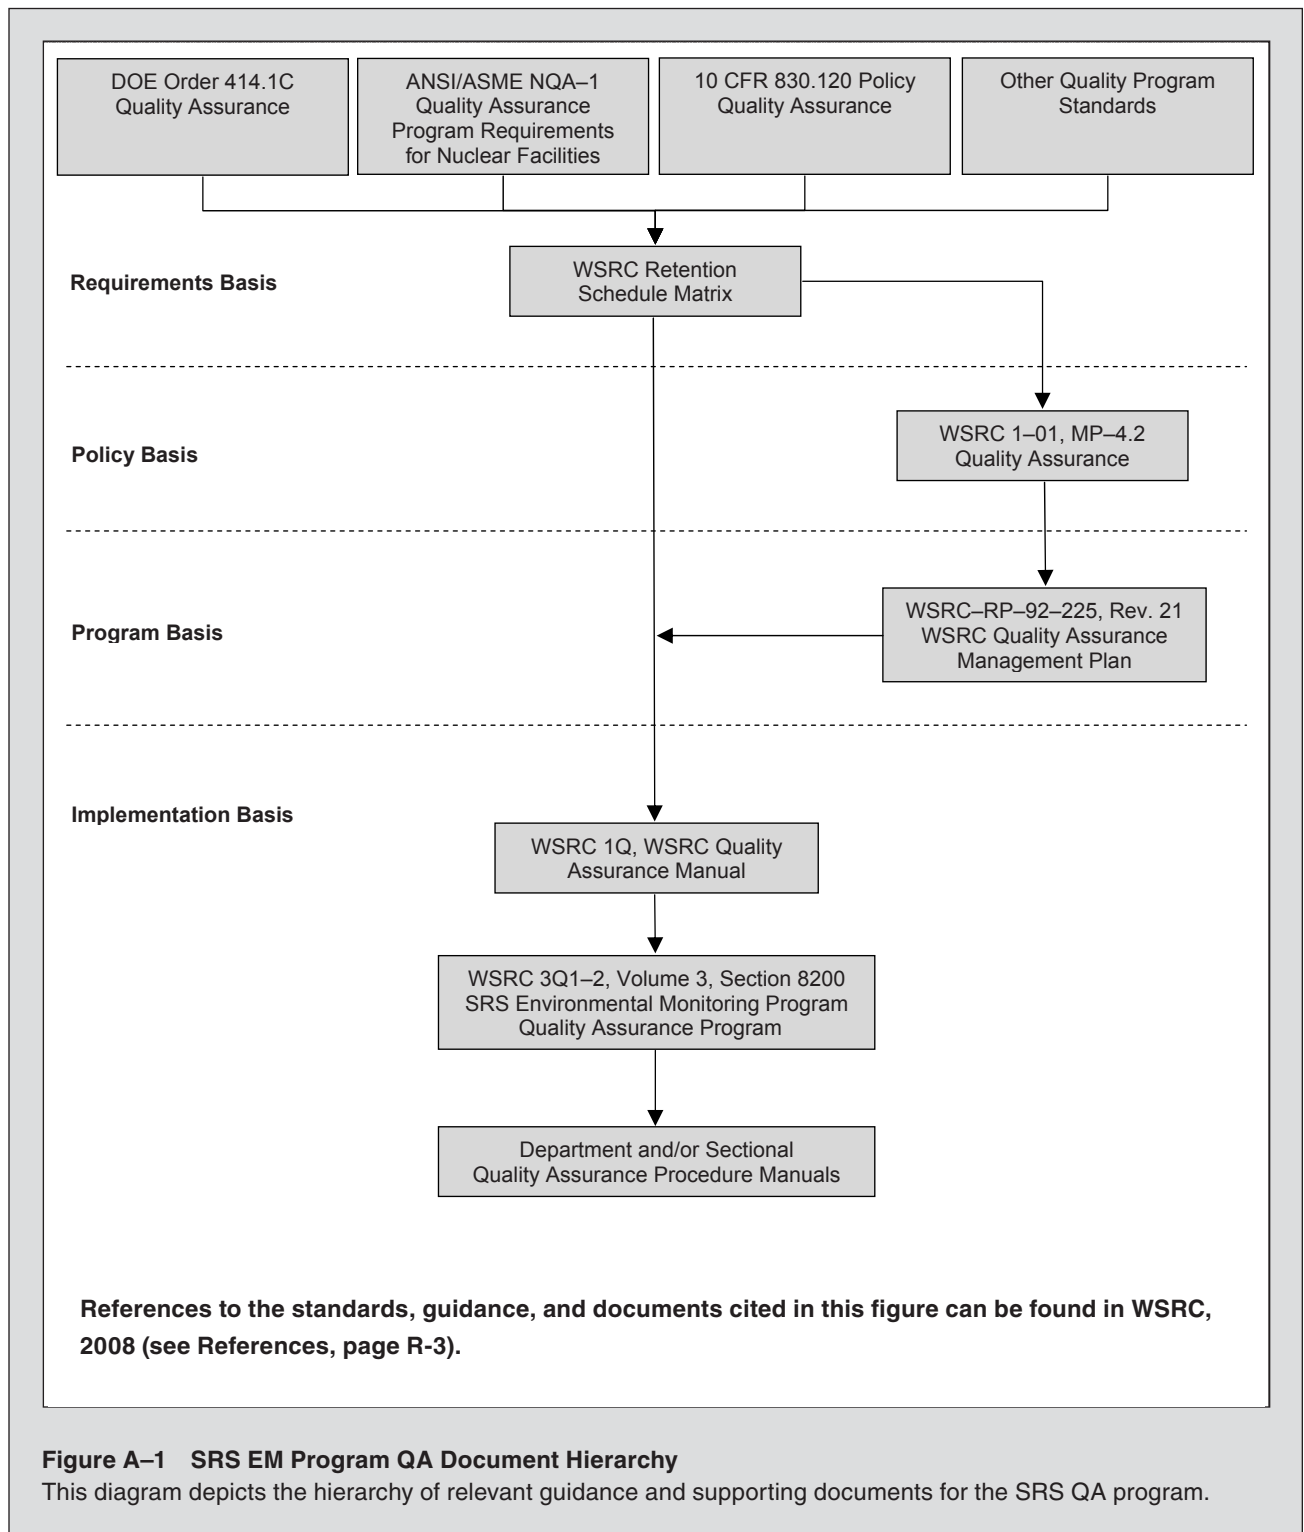 DOE Order 414.1C
Quality Assurance
ANSI/ASME NQA–1
Quality Assurance
Program Requirements
for Nuclear Facilities
10 CFR 830.120 Policy
Quality Assurance
Other Quality Program
Standards
Requirements Basis
WSRC Retention
Schedule Matrix
Policy Basis
WSRC 1–01, MP–4.2
Quality Assurance
Program Basis
WSRC–RP–92–225, Rev. 21
WSRC Quality Assurance
Management Plan
Implementation Basis
WSRC 1Q, WSRC Quality
Assurance Manual
WSRC 3Q1–2, Volume 3, Section 8200
SRS Environmental Monitoring Program
Quality Assurance Program
Department and/or Sectional
Quality Assurance Procedure Manuals
References to the standards, guidance, and documents cited in this figure can be found in WSRC,
2008 (see References, page R-3).
Figure A–1 SRS EM Program QA Document Hierarchy
This diagram depicts the hierarchy of relevant guidance and supporting documents for the SRS QA program.